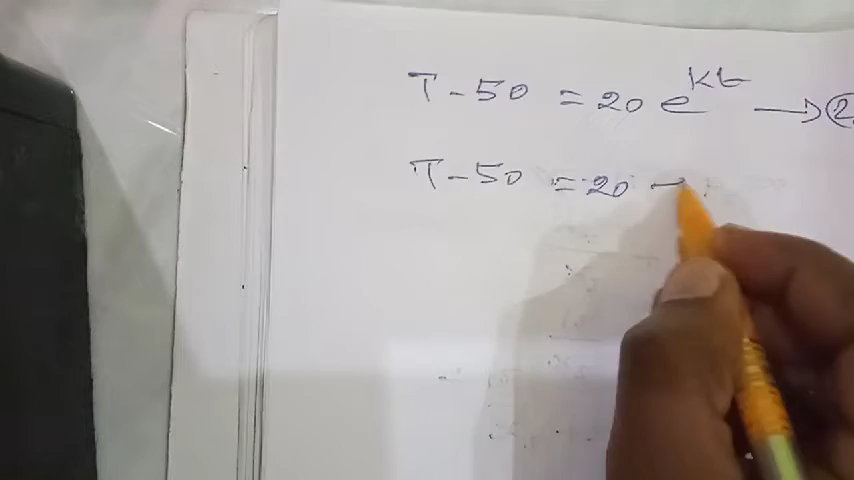 T - 50 = 20 e^{kt} → ②
T - 50 = 20 -